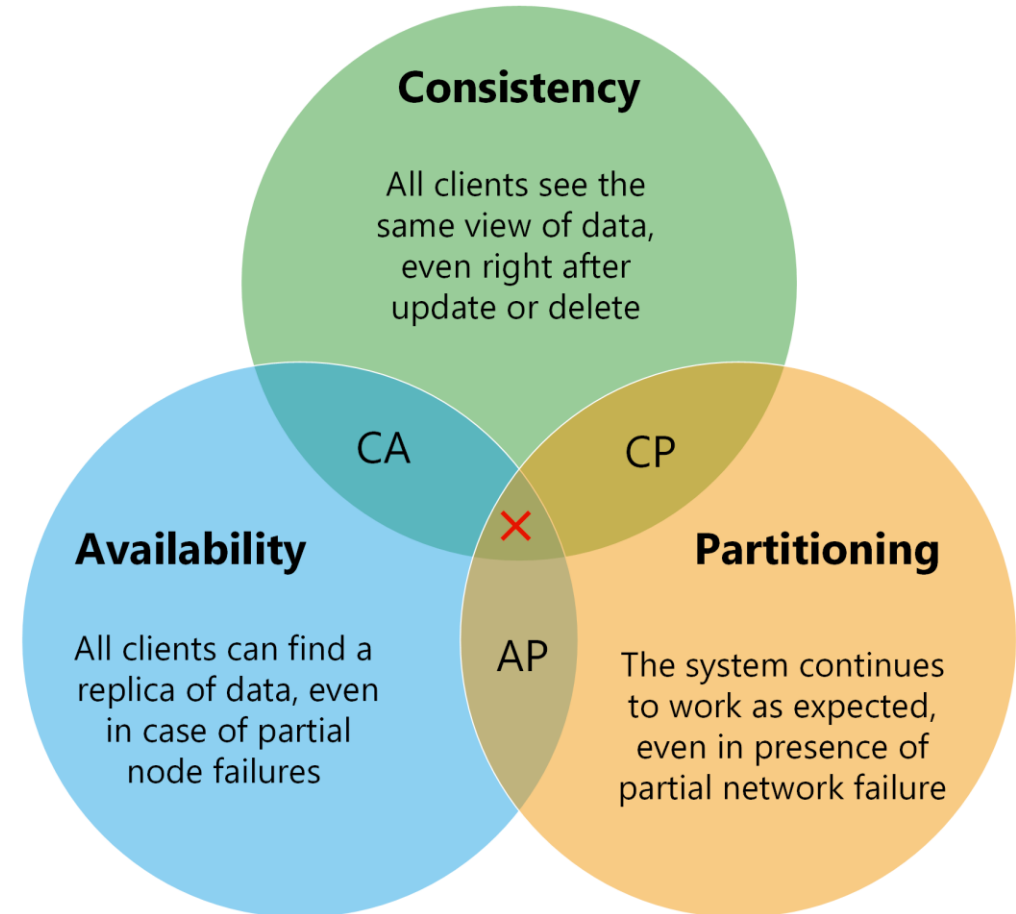 Consistency
All clients see the
same view of data,
even right after
update or delete
CA
CP
Availability
All clients can find a
replica of data, even
in case of partial
node failures
AP
Partitioning
The system continues
to work as expected,
even in presence of
partial network failure